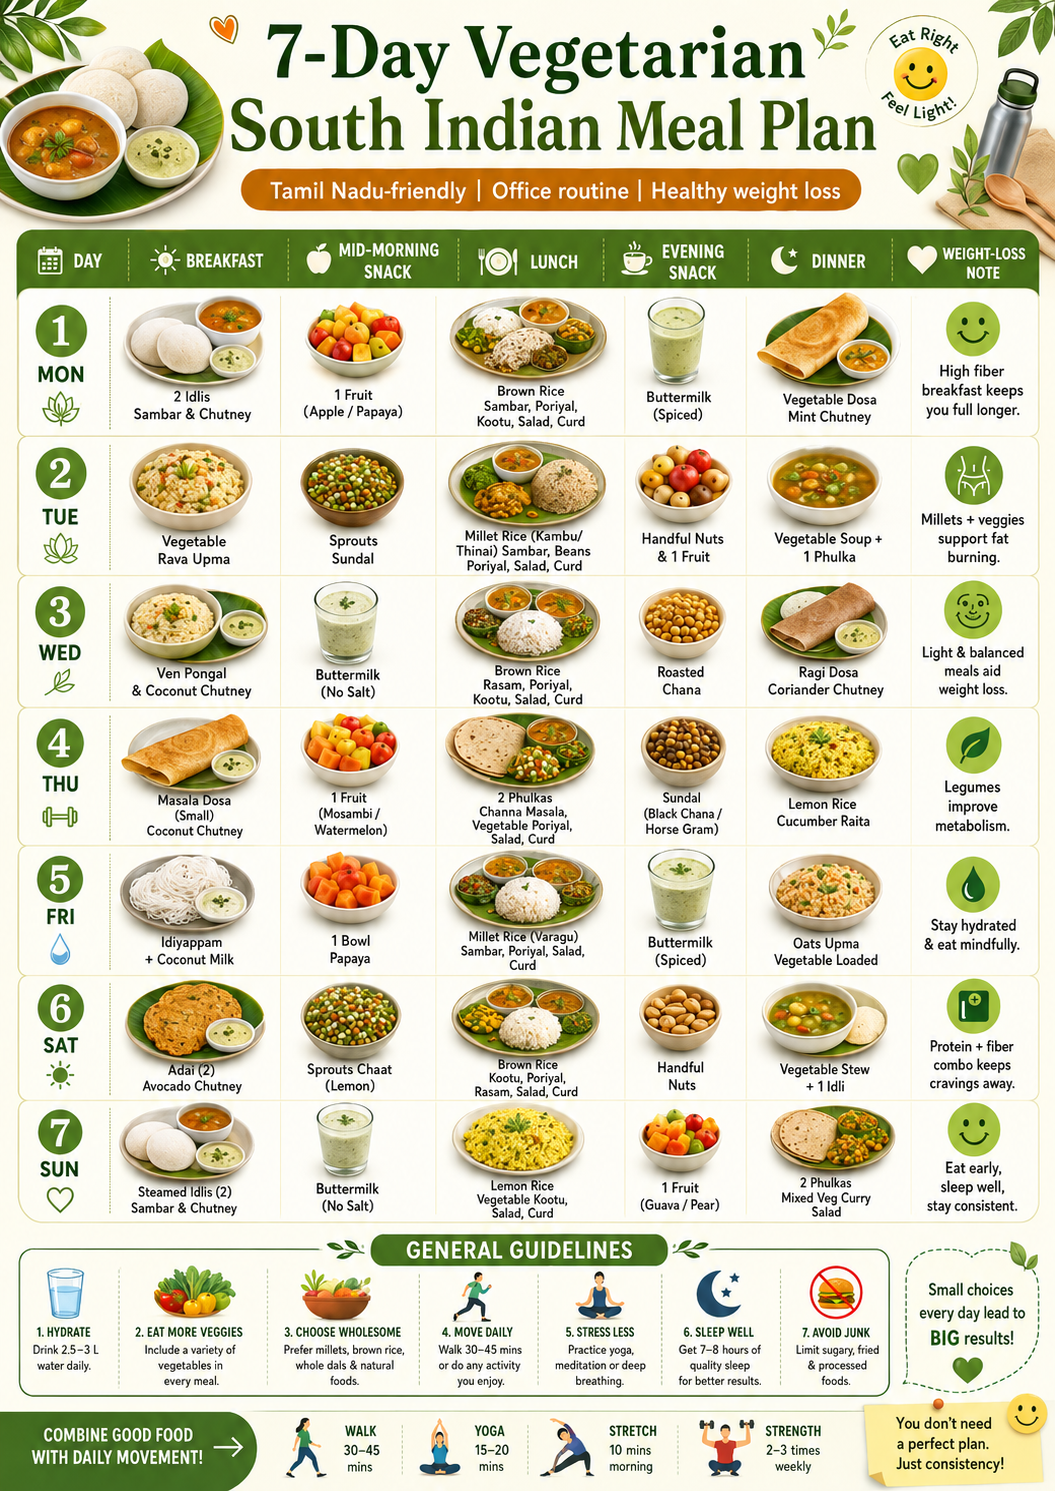 7-Day Vegetarian
South Indian Meal Plan
Tamil Nadu-friendly | Office routine | Healthy weight loss
Eat Right
Feel Light!
DAY
BREAKFAST
MID-MORNING
SNACK
LUNCH
EVENING
SNACK
DINNER
WEIGHT-LOSS
NOTE
1
MON
2 Idlis
Sambar & Chutney
1 Fruit
(Apple / Papaya)
Brown Rice
Sambar, Poriyal,
Kootu, Salad, Curd
Buttermilk
(Spiced)
Vegetable Dosa
Mint Chutney
High fiber
breakfast keeps
you full longer.
2
TUE
Vegetable
Rava Upma
Sprouts
Sundal
Millet Rice (Kambu/
Thinai) Sambar, Beans
Poriyal, Salad, Curd
Handful Nuts
& 1 Fruit
Vegetable Soup +
1 Phulka
Millets + veggies
support fat
burning.
3
WED
Ven Pongal
& Coconut Chutney
Buttermilk
(No Salt)
Brown Rice
Rasam, Poriyal,
Kootu, Salad, Curd
Roasted
Chana
Ragi Dosa
Coriander Chutney
Light & balanced
meals aid
weight loss.
4
THU
Masala Dosa
(Small)
Coconut Chutney
1 Fruit
(Mosambi /
Watermelon)
2 Phulkas
Channa Masala,
Vegetable Poriyal,
Salad, Curd
Sundal
(Black Chana /
Horse Gram)
Lemon Rice
Cucumber Raita
Legumes
improve
metabolism.
5
FRI
Idiyappam
+ Coconut Milk
1 Bowl
Papaya
Millet Rice (Varagu)
Sambar, Poriyal, Salad,
Curd
Buttermilk
(Spiced)
Oats Upma
Vegetable Loaded
Stay hydrated
& eat mindfully.
6
SAT
Adai (2)
Avocado Chutney
Sprouts Chaat
(Lemon)
Brown Rice
Kootu, Poriyal,
Rasam, Salad, Curd
Handful
Nuts
Vegetable Stew
+ 1 Idli
Protein + fiber
combo keeps
cravings away.
7
SUN
Steamed Idlis (2)
Sambar & Chutney
Buttermilk
(No Salt)
Lemon Rice
Vegetable Kootu,
Salad, Curd
1 Fruit
(Guava / Pear)
2 Phulkas
Mixed Veg Curry
Salad
Eat early,
sleep well,
stay consistent.
GENERAL GUIDELINES
1. HYDRATE
Drink 2.5–3 L
water daily.
2. EAT MORE VEGGIES
Include a variety of
vegetables in
every meal.
3. CHOOSE WHOLESOME
Prefer millets, brown rice,
whole dals & natural
foods.
4. MOVE DAILY
Walk 30–45 mins
or do any activity
you enjoy.
5. STRESS LESS
Practice yoga,
meditation or deep
breathing.
6. SLEEP WELL
Get 7–8 hours of
quality sleep
for better results.
7. AVOID JUNK
Limit sugary, fried
& processed
foods.
Small choices
every day lead to
BIG results!
COMBINE GOOD FOOD
WITH DAILY MOVEMENT!
WALK
30–45
mins
YOGA
15–20
mins
STRETCH
10 mins
morning
STRENGTH
2–3 times
weekly
You don't need
a perfect plan.
Just consistency!